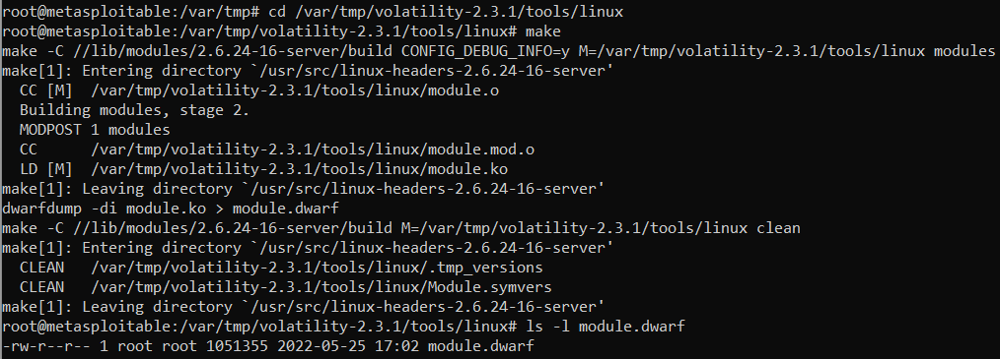 root@metasploitable:/var/tmp# cd /var/tmp/volatility-2.3.1/tools/linux
root@metasploitable:/var/tmp/volatility-2.3.1/tools/linux# make
make -C //lib/modules/2.6.24-16-server/build CONFIG_DEBUG_INFO=y M=/var/tmp/volatility-2.3.1/tools/linux modules
make[1]: Entering directory `/usr/src/linux-headers-2.6.24-16-server'
  CC [M]  /var/tmp/volatility-2.3.1/tools/linux/module.o
  Building modules, stage 2.
  MODPOST 1 modules
  CC      /var/tmp/volatility-2.3.1/tools/linux/module.mod.o
  LD [M]  /var/tmp/volatility-2.3.1/tools/linux/module.ko
make[1]: Leaving directory `/usr/src/linux-headers-2.6.24-16-server'
dwarfdump -di module.ko > module.dwarf
make -C //lib/modules/2.6.24-16-server/build M=/var/tmp/volatility-2.3.1/tools/linux clean
make[1]: Entering directory `/usr/src/linux-headers-2.6.24-16-server'
  CLEAN   /var/tmp/volatility-2.3.1/tools/linux/.tmp_versions
  CLEAN   /var/tmp/volatility-2.3.1/tools/linux/Module.symvers
make[1]: Leaving directory `/usr/src/linux-headers-2.6.24-16-server'
root@metasploitable:/var/tmp/volatility-2.3.1/tools/linux# ls -l module.dwarf
-rw-r--r-- 1 root root 1051355 2022-05-25 17:02 module.dwarf